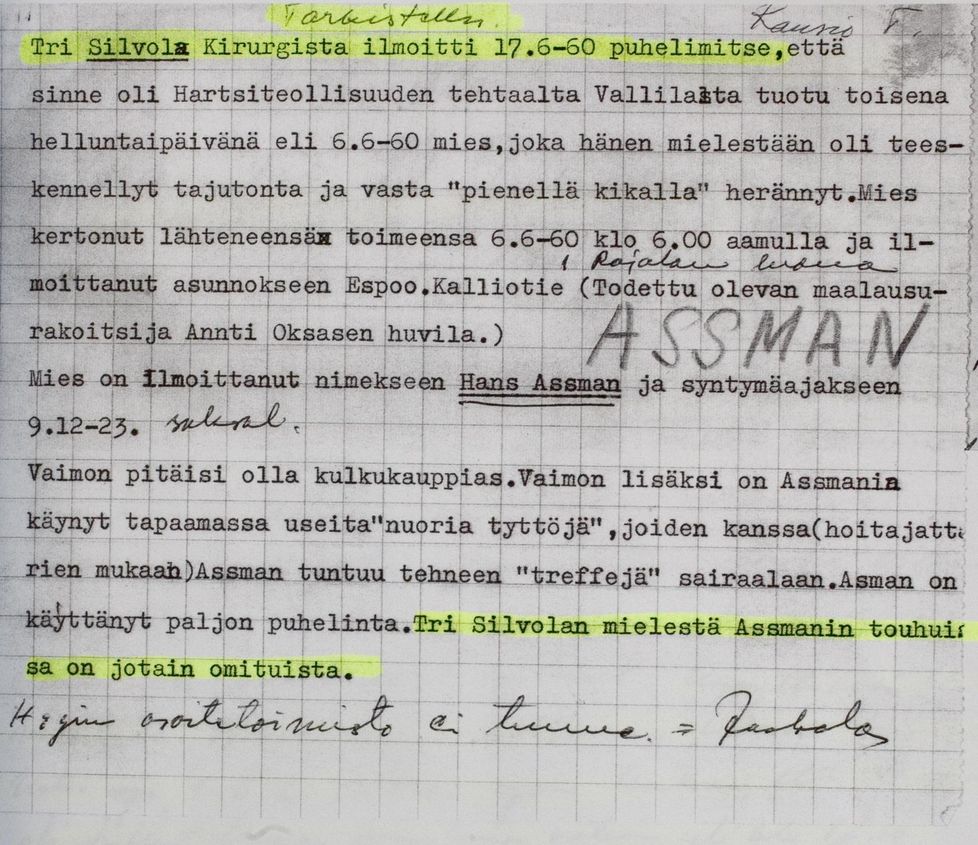 Tarkistettu. Kansio F.
Tri Silvola Kirurgista ilmoitti 17.6-60 puhelimitse,että
sinne oli Hartsiteollisuuden tehtaalta Vallilasta tuotu toisena
helluntaipäivänä eli 6.6-60 mies,joka hänen mielestään oli tees-
kennellyt tajutonta ja vasta "pienellä kikalla" herännyt.Mies
kertonut lähteneensä toimeensa 6.6-60 klo 6.00 aamulla ja il-
luona
moittanut asunnokseen Espoo.Kalliotie (Todettu olevan maalausu-
rakoitsija Annti Oksasen huvila.)
ASSMAN
Mies on Ilmoittanut nimekseen Hans Assman ja syntymäajakseen
9.12-23. saksal.
Vaimon pitäisi olla kulkukauppias.Vaimon lisäksi on Assmania
käynyt tapaamassa useita"nuoria tyttöjä",joiden kanssa(hoitajatta
rien mukaan)Assman tuntuu tehneen "treffejä" sairaalaan.Asman on
käyttänyt paljon puhelinta.Tri Silvolan mielestä Assmanin touhuis
sa on jotain omituista.
H:gin osoitetoimisto ei tunne. =